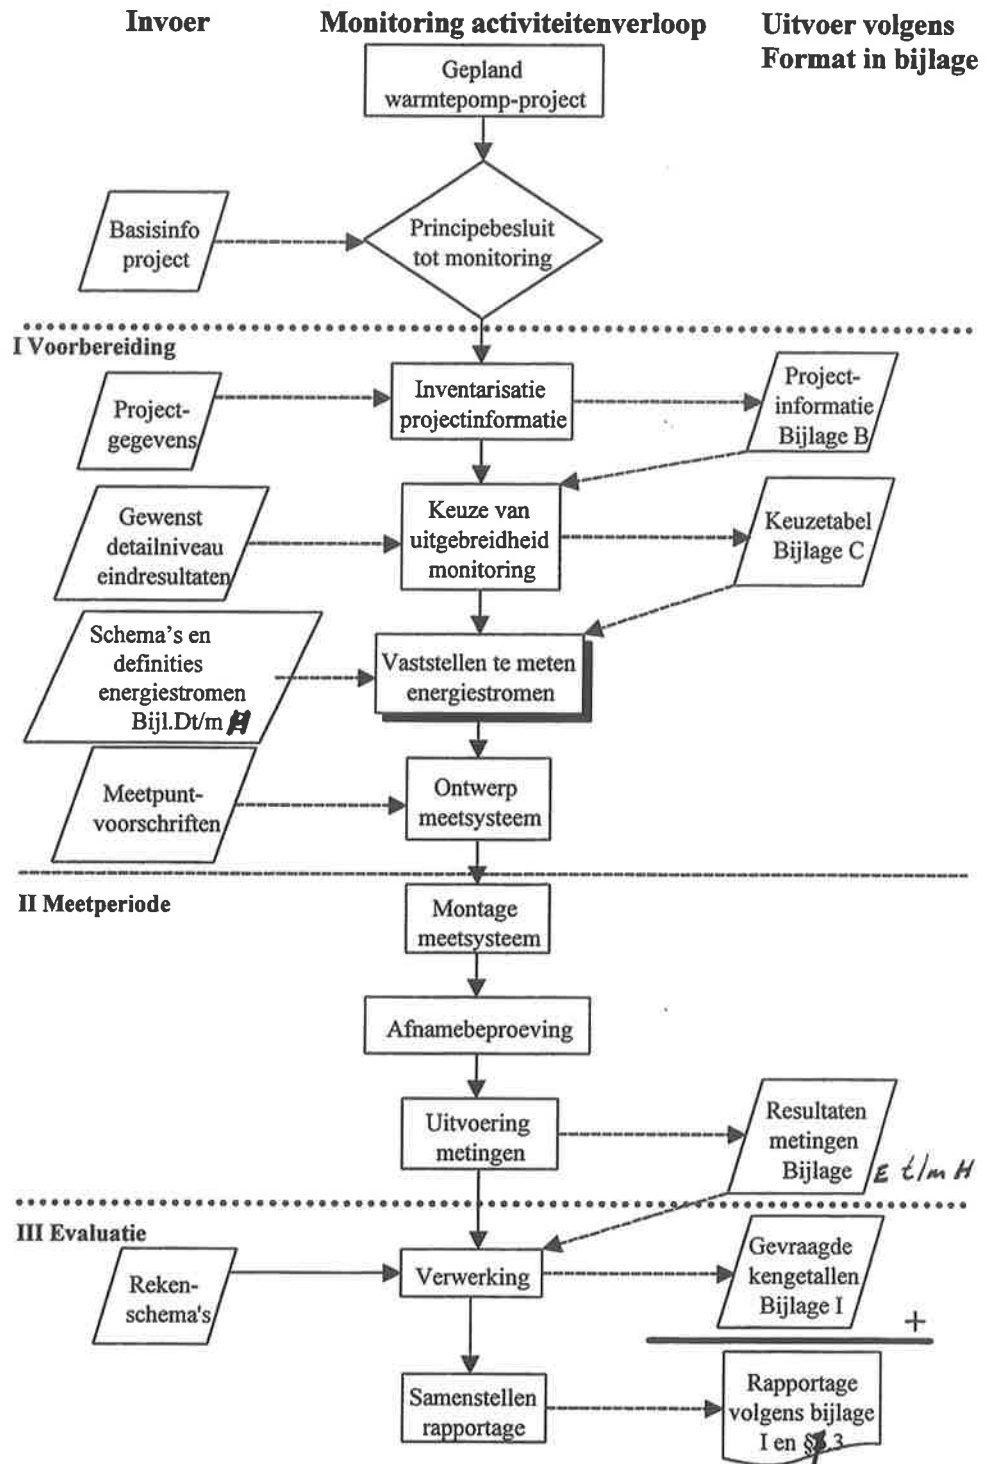 Invoer
Monitoring activiteitenverloop
Uitvoer volgens
Format in bijlage
Gepland
warmtepomp-project
Basisinfo
project
Principebesluit
tot monitoring
I Voorbereiding
Project-
gegevens
Inventarisatie
projectinformatie
Project-
informatie
Bijlage B
Gewenst
detailniveau
eindresultaten
Keuze van
uitgebreidheid
monitoring
Keuzetabel
Bijlage C
Schema's en
definities
energiestromen
Bijl.Dt/m
Vaststellen te meten
energiestromen
Meetpunt-
voorschriften
Ontwerp
meetsysteem
II Meetperiode
Montage
meetsysteem
Afnamebeproeving
Uitvoering
metingen
Resultaten
metingen
Bijlage E t/m H
III Evaluatie
Reken-
schema's
Verwerking
Gevraagde
kengetallen
Bijlage I
+
Samenstellen
rapportage
Rapportage
volgens bijlage
I en §